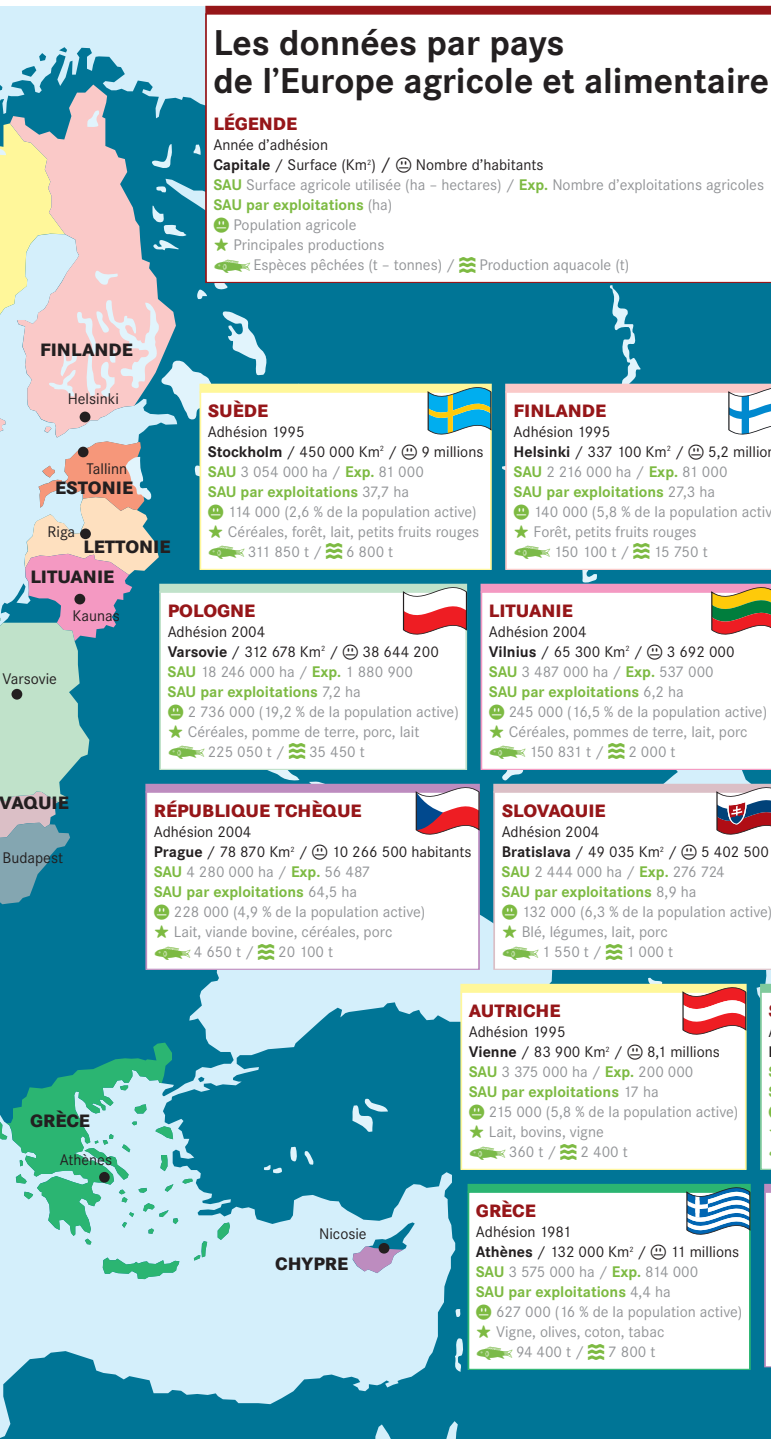 Les données par pays
de l'Europe agricole et alimentaire
LÉGENDE
Année d'adhésion
Capitale / Surface (Km²) / Nombre d'habitants
SAU Surface agricole utilisée (ha – hectares) / Exp. Nombre d'exploitations agricoles
SAU par exploitations (ha)
Population agricole
★ Principales productions
Espèces pêchées (t – tonnes) / Production aquacole (t)
FINLANDE
Helsinki
Tallinn
ESTONIE
Riga
LETTONIE
LITUANIE
Kaunas
Varsovie
VAQUIE
Budapest
GRÈCE
Athènes
Nicosie
CHYPRE
SUÈDE
Adhésion 1995
Stockholm / 450 000 Km² / 9 millions
SAU 3 054 000 ha / Exp. 81 000
SAU par exploitations 37,7 ha
114 000 (2,6 % de la population active)
★ Céréales, forêt, lait, petits fruits rouges
311 850 t / 6 800 t
FINLANDE
Adhésion 1995
Helsinki / 337 100 Km² / 5,2 million
SAU 2 216 000 ha / Exp. 81 000
SAU par exploitations 27,3 ha
140 000 (5,8 % de la population activ
★ Forêt, petits fruits rouges
150 100 t / 15 750 t
POLOGNE
Adhésion 2004
Varsovie / 312 678 Km² / 38 644 200
SAU 18 246 000 ha / Exp. 1 880 900
SAU par exploitations 7,2 ha
2 736 000 (19,2 % de la population active)
★ Céréales, pomme de terre, porc, lait
225 050 t / 35 450 t
LITUANIE
Adhésion 2004
Vilnius / 65 300 Km² / 3 692 000
SAU 3 487 000 ha / Exp. 537 000
SAU par exploitations 6,2 ha
245 000 (16,5 % de la population active)
★ Céréales, pommes de terre, lait, porc
150 831 t / 2 000 t
RÉPUBLIQUE TCHÈQUE
Adhésion 2004
Prague / 78 870 Km² / 10 266 500 habitants
SAU 4 280 000 ha / Exp. 56 487
SAU par exploitations 64,5 ha
228 000 (4,9 % de la population active)
★ Lait, viande bovine, céréales, porc
4 650 t / 20 100 t
SLOVAQUIE
Adhésion 2004
Bratislava / 49 035 Km² / 5 402 500
SAU 2 444 000 ha / Exp. 276 724
SAU par exploitations 8,9 ha
132 000 (6,3 % de la population active)
★ Blé, légumes, lait, porc
1 550 t / 1 000 t
AUTRICHE
Adhésion 1995
Vienne / 83 900 Km² / 8,1 millions
SAU 3 375 000 ha / Exp. 200 000
SAU par exploitations 17 ha
215 000 (5,8 % de la population active)
★ Lait, bovins, vigne
360 t / 2 400 t
GRÈCE
Adhésion 1981
Athènes / 132 000 Km² / 11 millions
SAU 3 575 000 ha / Exp. 814 000
SAU par exploitations 4,4 ha
627 000 (16 % de la population active)
★ Vigne, olives, coton, tabac
94 400 t / 7 800 t